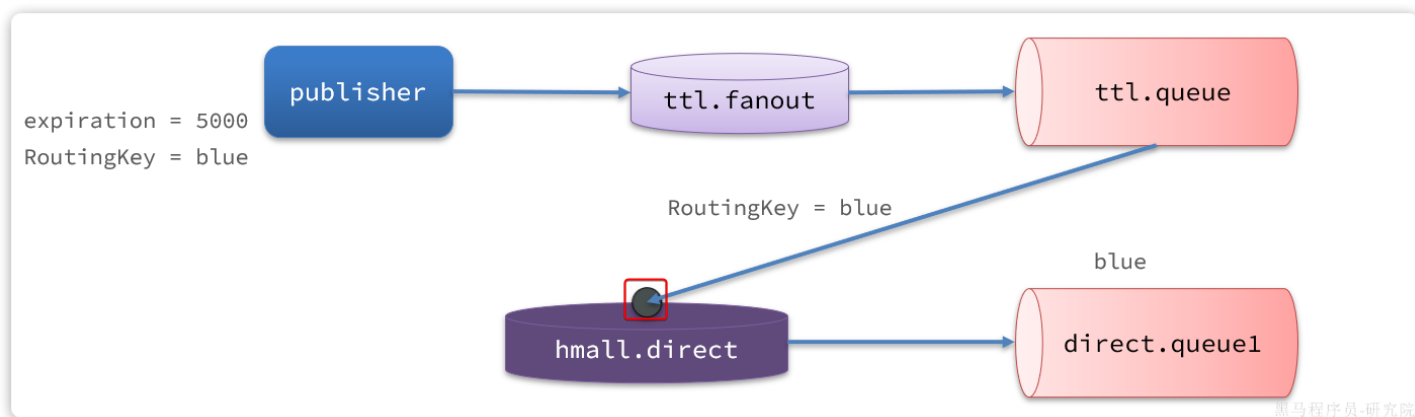 publisher
ttl.fanout
ttl.queue
expiration = 5000
RoutingKey = blue
RoutingKey = blue
blue
hmall.direct
direct.queue1
黑马程序员-研究院